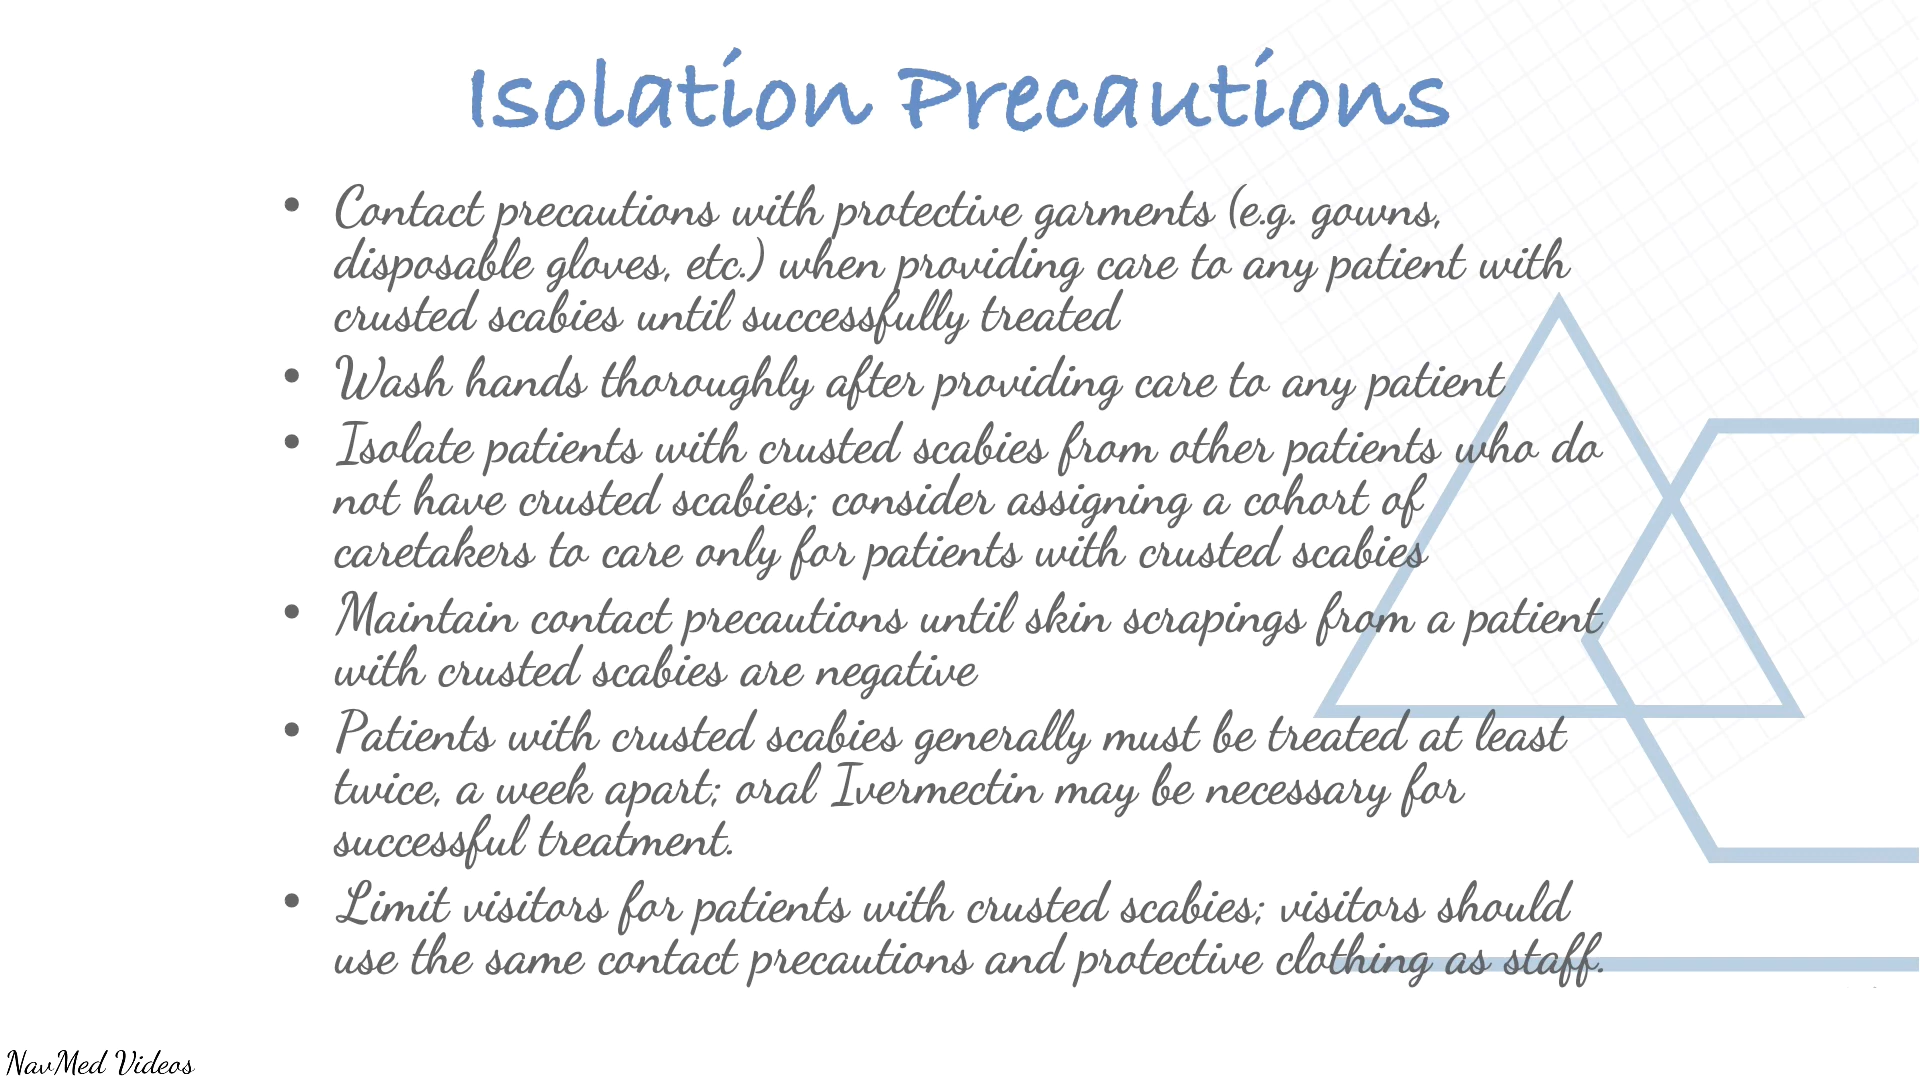 Isolation Precautions
• Contact precautions with protective garments (e.g. gowns,
disposable gloves, etc.) when providing care to any patient with
crusted scabies until successfully treated
• Wash hands thoroughly after providing care to any patient
• Isolate patients with crusted scabies from other patients who do
not have crusted scabies; consider assigning a cohort of
caretakers to care only for patients with crusted scabies
• Maintain contact precautions until skin scrapings from a patient
with crusted scabies are negative
• Patients with crusted scabies generally must be treated at least
twice, a week apart; oral Ivermectin may be necessary for
successful treatment.
• Limit visitors for patients with crusted scabies; visitors should
use the same contact precautions and protective clothing as staff.
NavMed Videos